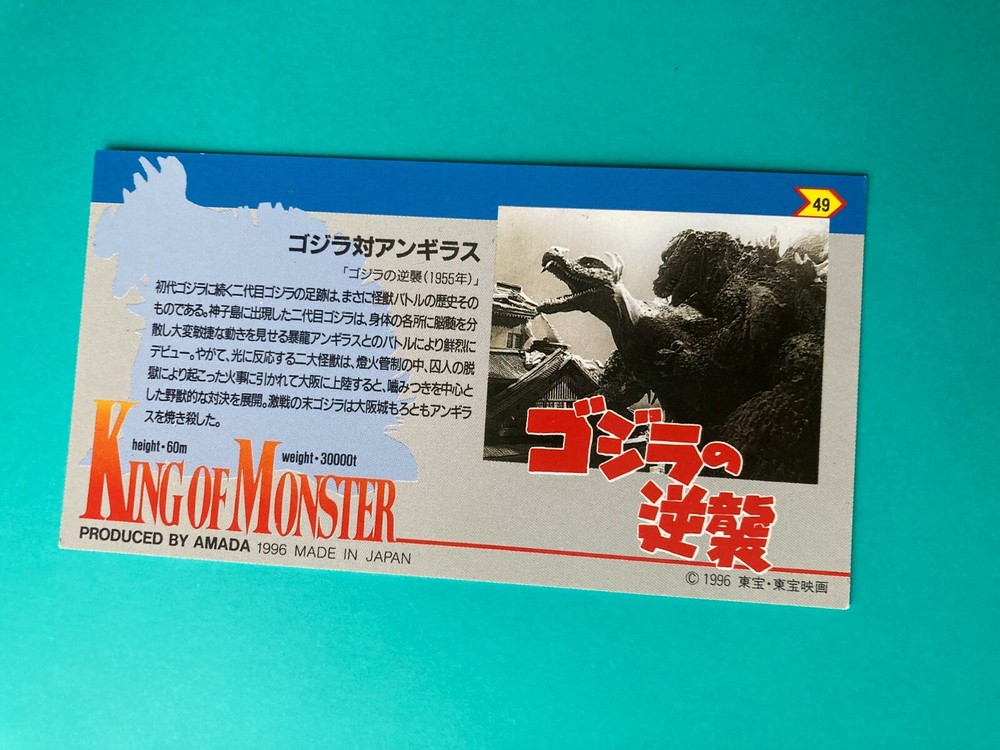 49
ゴジラ対アンギラス
「ゴジラの逆襲(1955年)」
初代ゴジラに続く二代目ゴジラの足跡は、まさに怪獣バトルの歴史その
ものである。神子島に出現した二代目ゴジラは、身体の各所に脳髄を分
散し大変敏捷な動きを見せる暴龍アンギラスとのバトルにより鮮烈に
デビュー。やがて、光に反応する二大怪獣は、燈火管制の中、囚人の脱
獄により起こった火事に引かれて大阪に上陸すると、嚙みつきを中心と
した野獣的な対決を展開。激戦の末ゴジラは大阪城もろともアンギラ
スを焼き殺した。
height・60m
weight・30000t
KING OF MONSTER
PRODUCED BY AMADA 1996 MADE IN JAPAN
ゴジラの
逆襲
© 1996 東宝・東宝映画